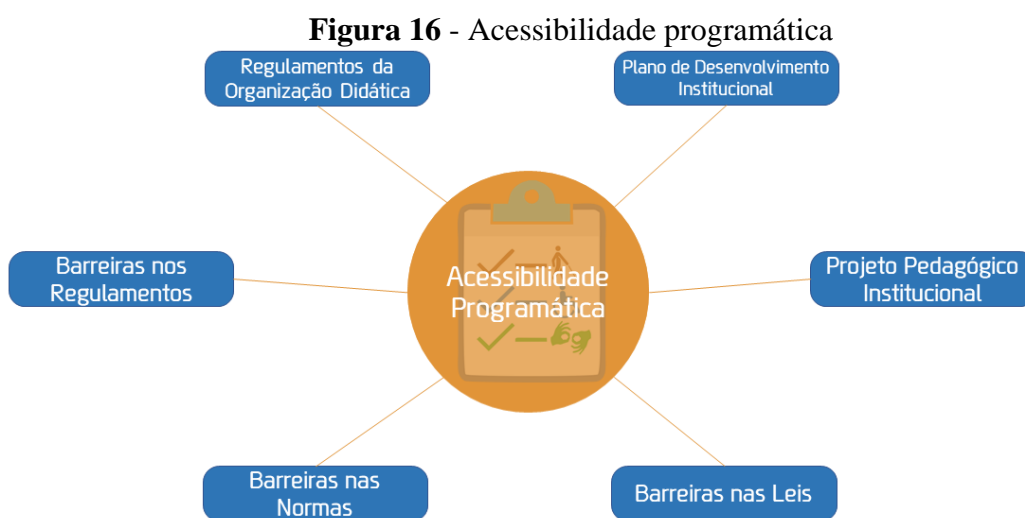 Figura 16 - Acessibilidade programática
Regulamentos da
Organização Didática
Plano de Desenvolvimento
Institucional
Barreiras nos
Regulamentos
Acessibilidade
Programática
Projeto Pedagógico
Institucional
Barreiras nas
Normas
Barreiras nas Leis